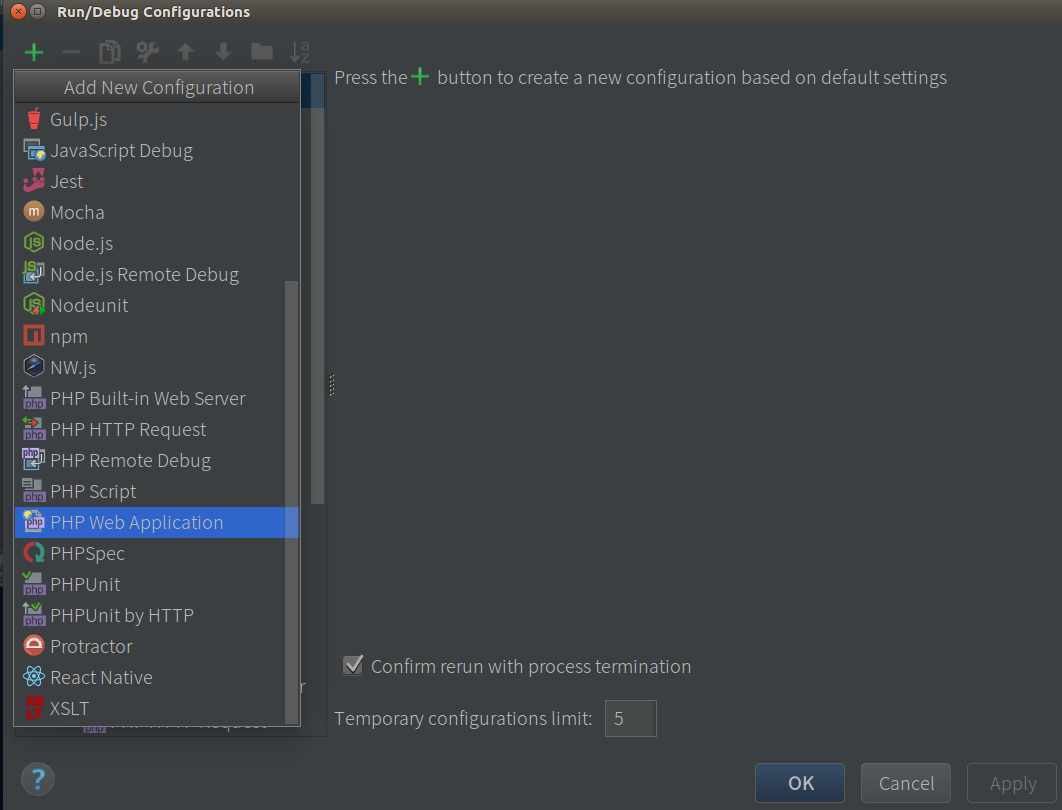 Run/Debug Configurations
Press the + button to create a new configuration based on default settings
Add New Configuration
Gulp.js
JavaScript Debug
Jest
Mocha
Node.js
Node.js Remote Debug
Nodeunit
npm
NW.js
PHP Built-in Web Server
PHP HTTP Request
PHP Remote Debug
PHP Script
PHP Web Application
PHPSpec
PHPUnit
PHPUnit by HTTP
Protractor
React Native
XSLT
Confirm rerun with process termination
Temporary configurations limit: 5
?
OK Cancel Apply